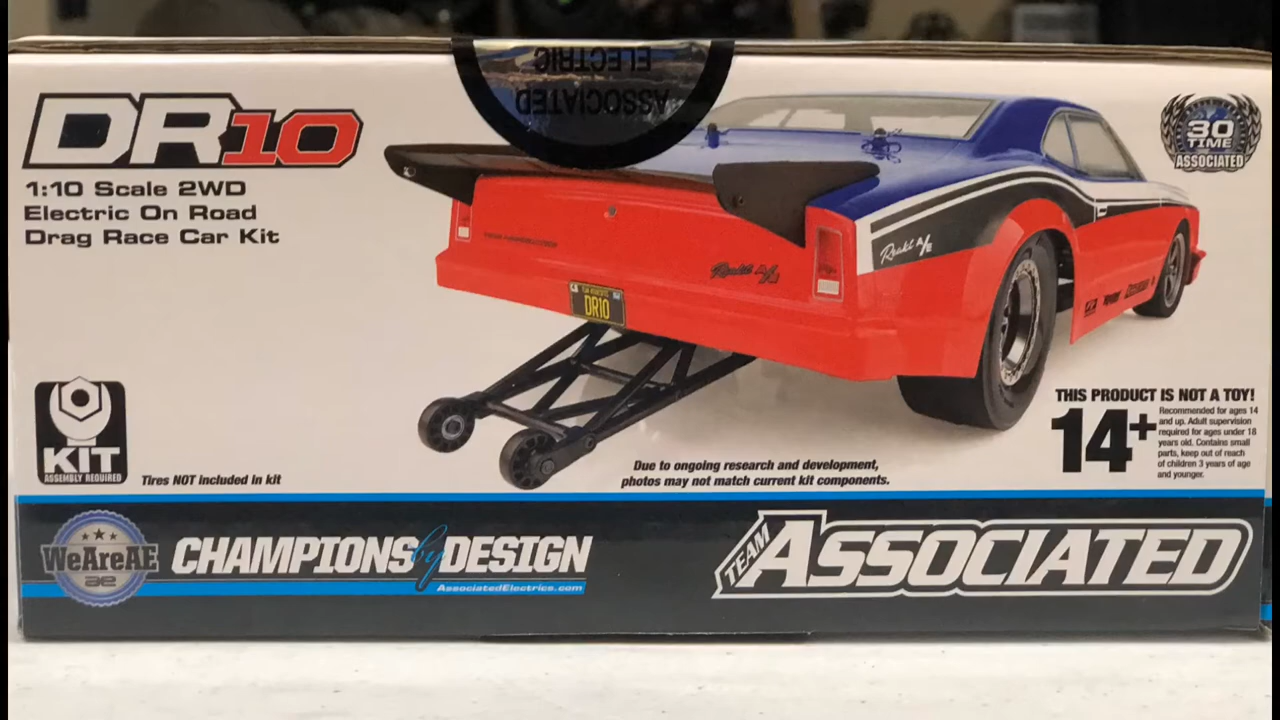 ASSOCIATED
ELECTRIC
DR10
1:10 Scale 2WD
Electric On Road
Drag Race Car Kit
30
TIME
ASSOCIATED
Reakt A/E
Reakt A/E
DR10
KIT
ASSEMBLY REQUIRED
Tires NOT included in kit
Due to ongoing research and development,
photos may not match current kit components.
THIS PRODUCT IS NOT A TOY!
14+
Recommended for ages 14
and up. Adult supervision
required for ages under 18
years old. Contains small
parts, keep out of reach
of children 3 years of age
and younger.
WeAreAE
ae
CHAMPIONS by DESIGN
AssociatedElectrics.com
TEAM
ASSOCIATED